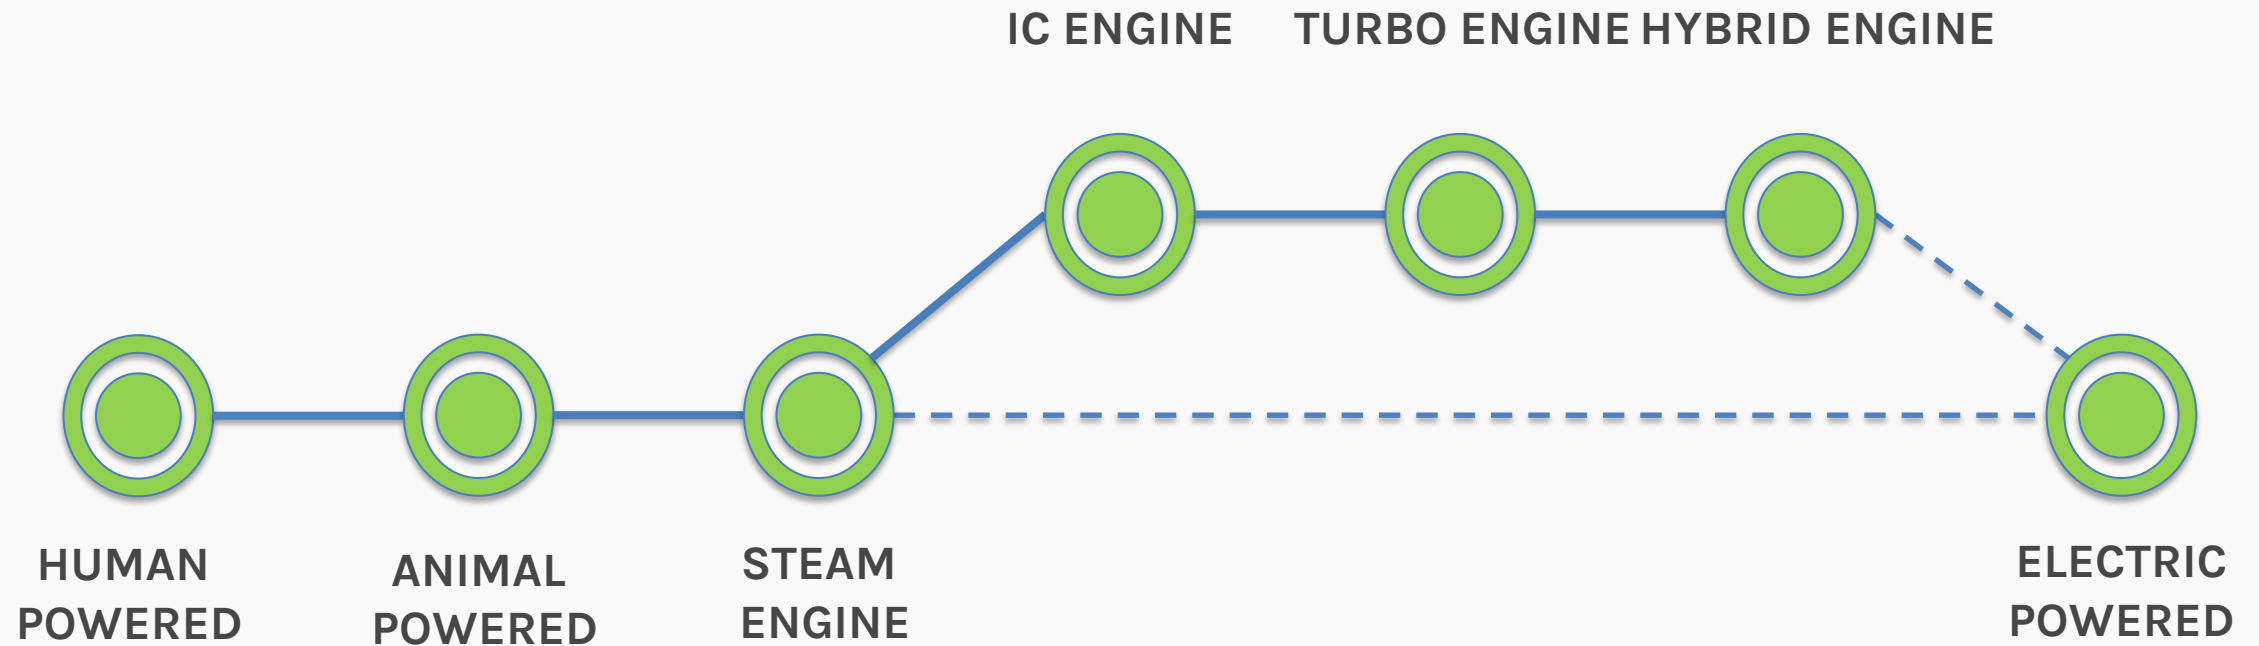 IC ENGINE
TURBO ENGINE
HYBRID ENGINE
HUMAN
POWERED
ANIMAL
POWERED
STEAM
ENGINE
ELECTRIC
POWERED